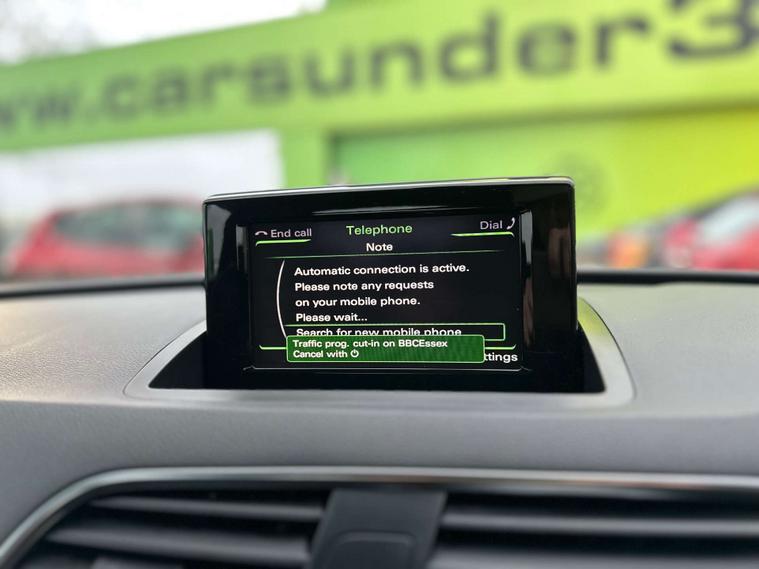 www.carsunder3
End call
Telephone
Dial
Note
Automatic connection is active.
Please note any requests
on your mobile phone.
Please wait...
Search for new mobile phone
Traffic prog. cut-in on BBCEssex
Cancel with ⏻
ttings